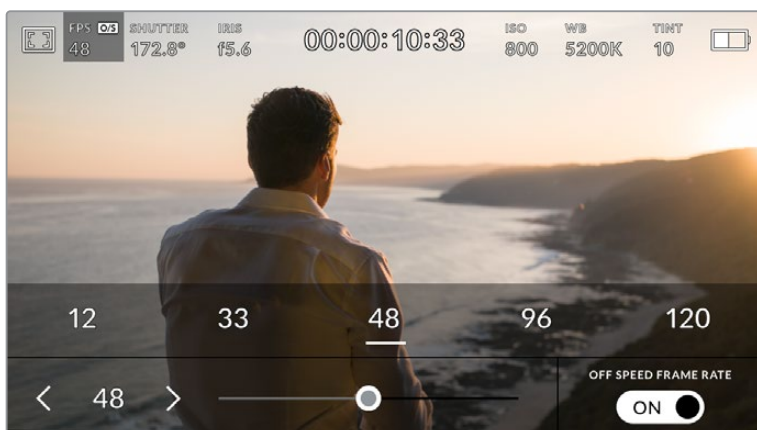 FPS O/S SHUTTER IRIS 00:00:10:33 ISO WB TINT
48 172.8° f5.6 800 5200K 10
12 33 48 96 120
OFF SPEED FRAME RATE
48 ON